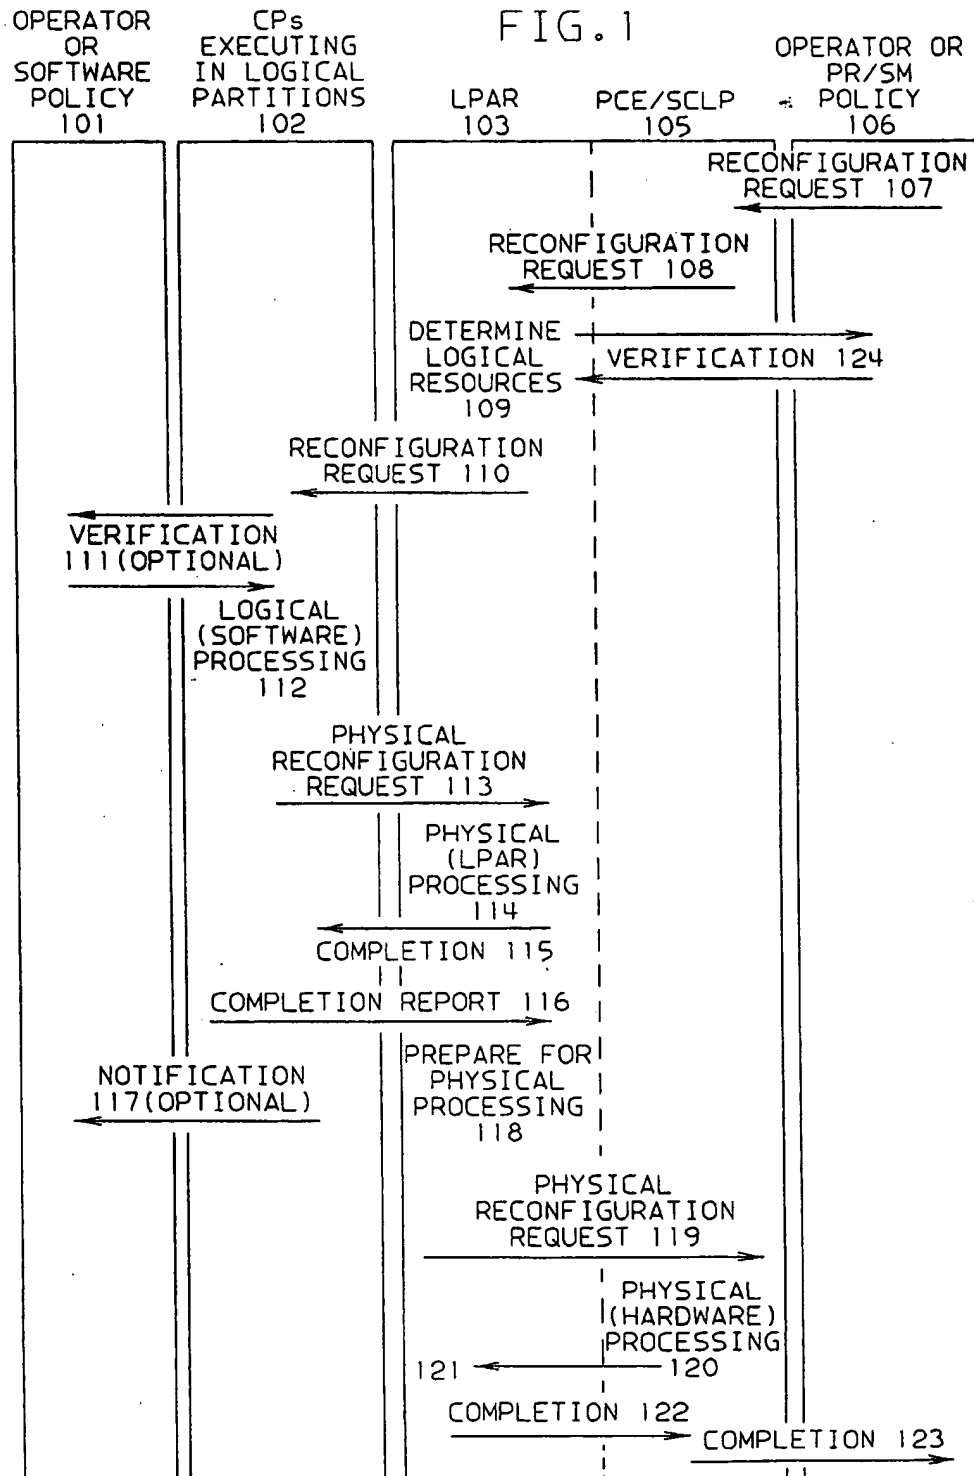 FIG.1
OPERATOR
OR
SOFTWARE
POLICY
101
CPs
EXECUTING
IN LOGICAL
PARTITIONS
102
LPAR
103
PCE/SCLP
105
OPERATOR OR
PR/SM
POLICY
106
RECONFIGURATION
REQUEST 107
RECONFIGURATION
REQUEST 108
DETERMINE
LOGICAL
RESOURCES
109
VERIFICATION 124
RECONFIGURATION
REQUEST 110
VERIFICATION
111(OPTIONAL)
LOGICAL
(SOFTWARE)
PROCESSING
112
PHYSICAL
RECONFIGURATION
REQUEST 113
PHYSICAL
(LPAR)
PROCESSING
114
COMPLETION 115
COMPLETION REPORT 116
PREPARE FOR
PHYSICAL
PROCESSING
118
NOTIFICATION
117(OPTIONAL)
PHYSICAL
RECONFIGURATION
REQUEST 119
PHYSICAL
(HARDWARE)
PROCESSING
120
121
COMPLETION 122
COMPLETION 123